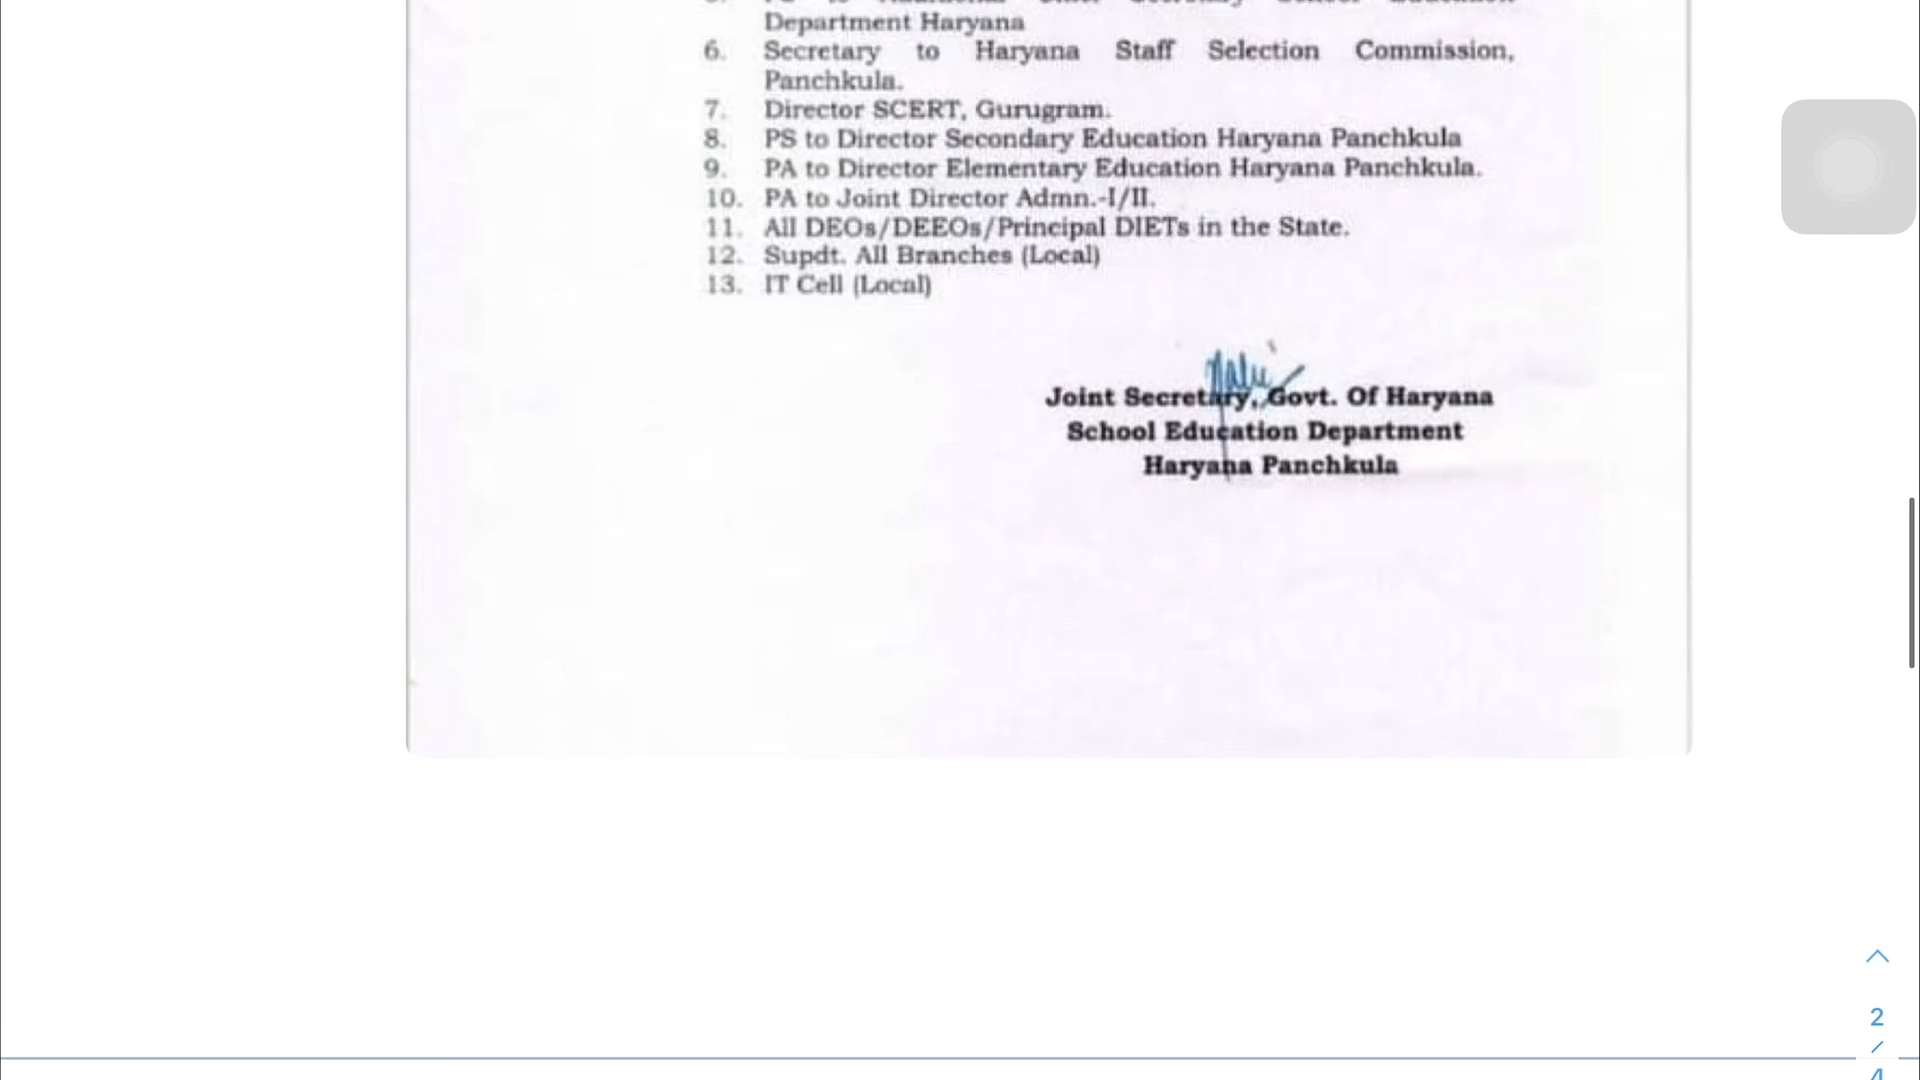 Department Haryana
6. Secretary to Haryana Staff Selection Commission,
Panchkula.
7. Director SCERT, Gurugram.
8. PS to Director Secondary Education Haryana Panchkula
9. PA to Director Elementary Education Haryana Panchkula.
10. PA to Joint Director Admn.-I/II.
11. All DEOs/DEEOs/Principal DIETs in the State.
12. Supdt. All Branches (Local)
13. IT Cell (Local)
Joint Secretary, Govt. Of Haryana
School Education Department
Haryana Panchkula
2
/